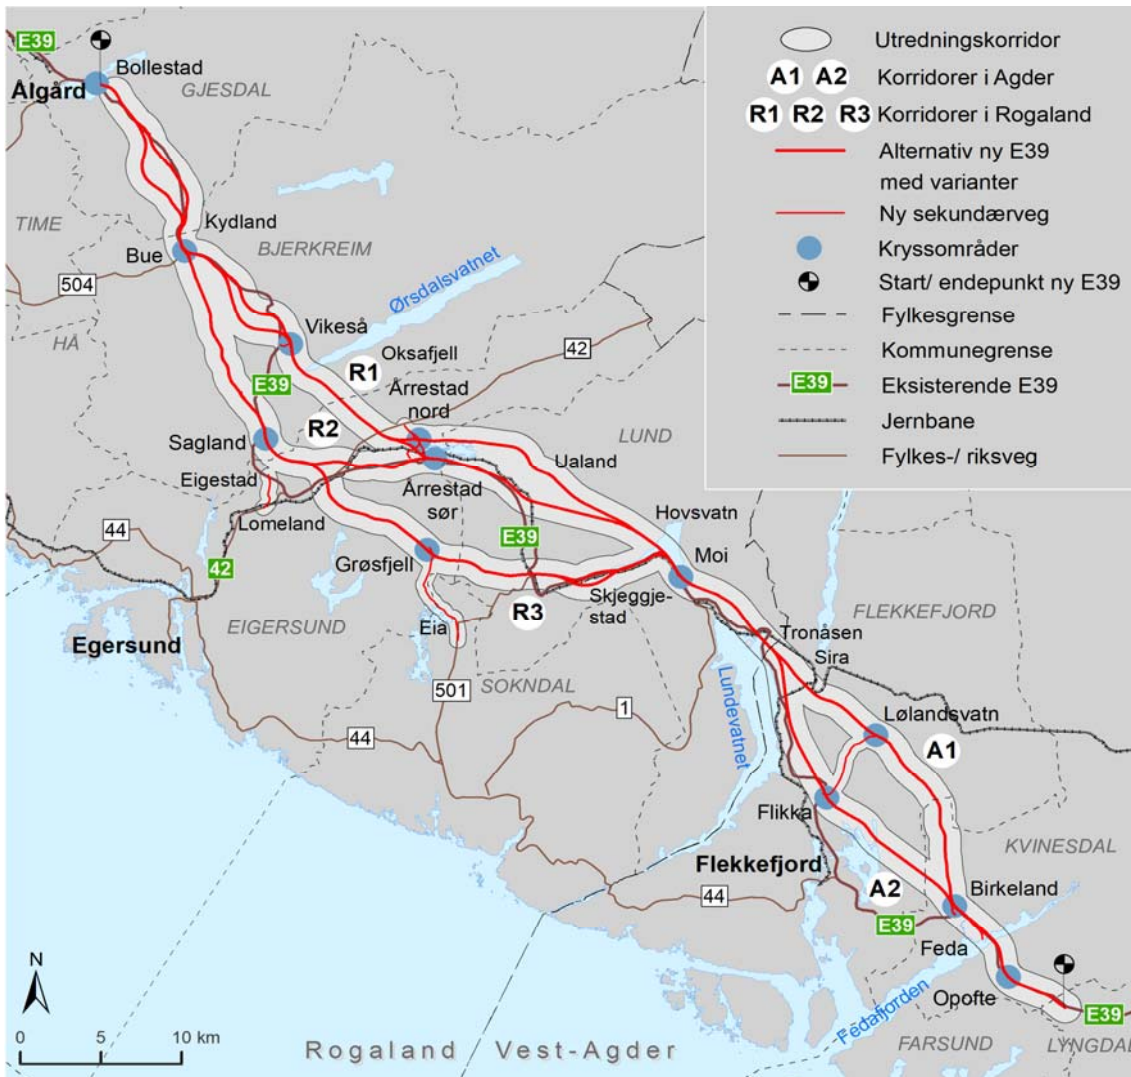 E39
Bollestad
Ålgård
GJESDAL
TIME
Kydland
Bue
BJERKREIM
504
HÅ
Ørsdalsvatnet
Vikeså
Oksafjell
42
R1
E39
Årrestad
nord
R2
Sagland
LUND
Ualand
Eigestad
Årrestad
sør
Lomeland
Hovsvatn
44
E39
Moi
42
Grøsfjell
Skjeggje-
stad
R3
Eia
EIGERSUND
Egersund
FLEKKEFJORD
Tronåsen
Sira
SOKNDAL
501
1
44
Lundevatnet
Lølandsvatn
A1
Flikka
KVINESDAL
Flekkefjord
A2
44
Birkeland
E39
Feda
Opofte
Fedafjorden
E39
FARSUND
LYNGDAL
N
0 5 10 km
Rogaland Vest-Agder
Utredningskorridor
A1 A2 Korridorer i Agder
R1 R2 R3 Korridorer i Rogaland
Alternativ ny E39
med varianter
Ny sekundærveg
Kryssområder
Start/ endepunkt ny E39
Fylkesgrense
Kommunegrense
E39 Eksisterende E39
Jernbane
Fylkes-/ riksveg